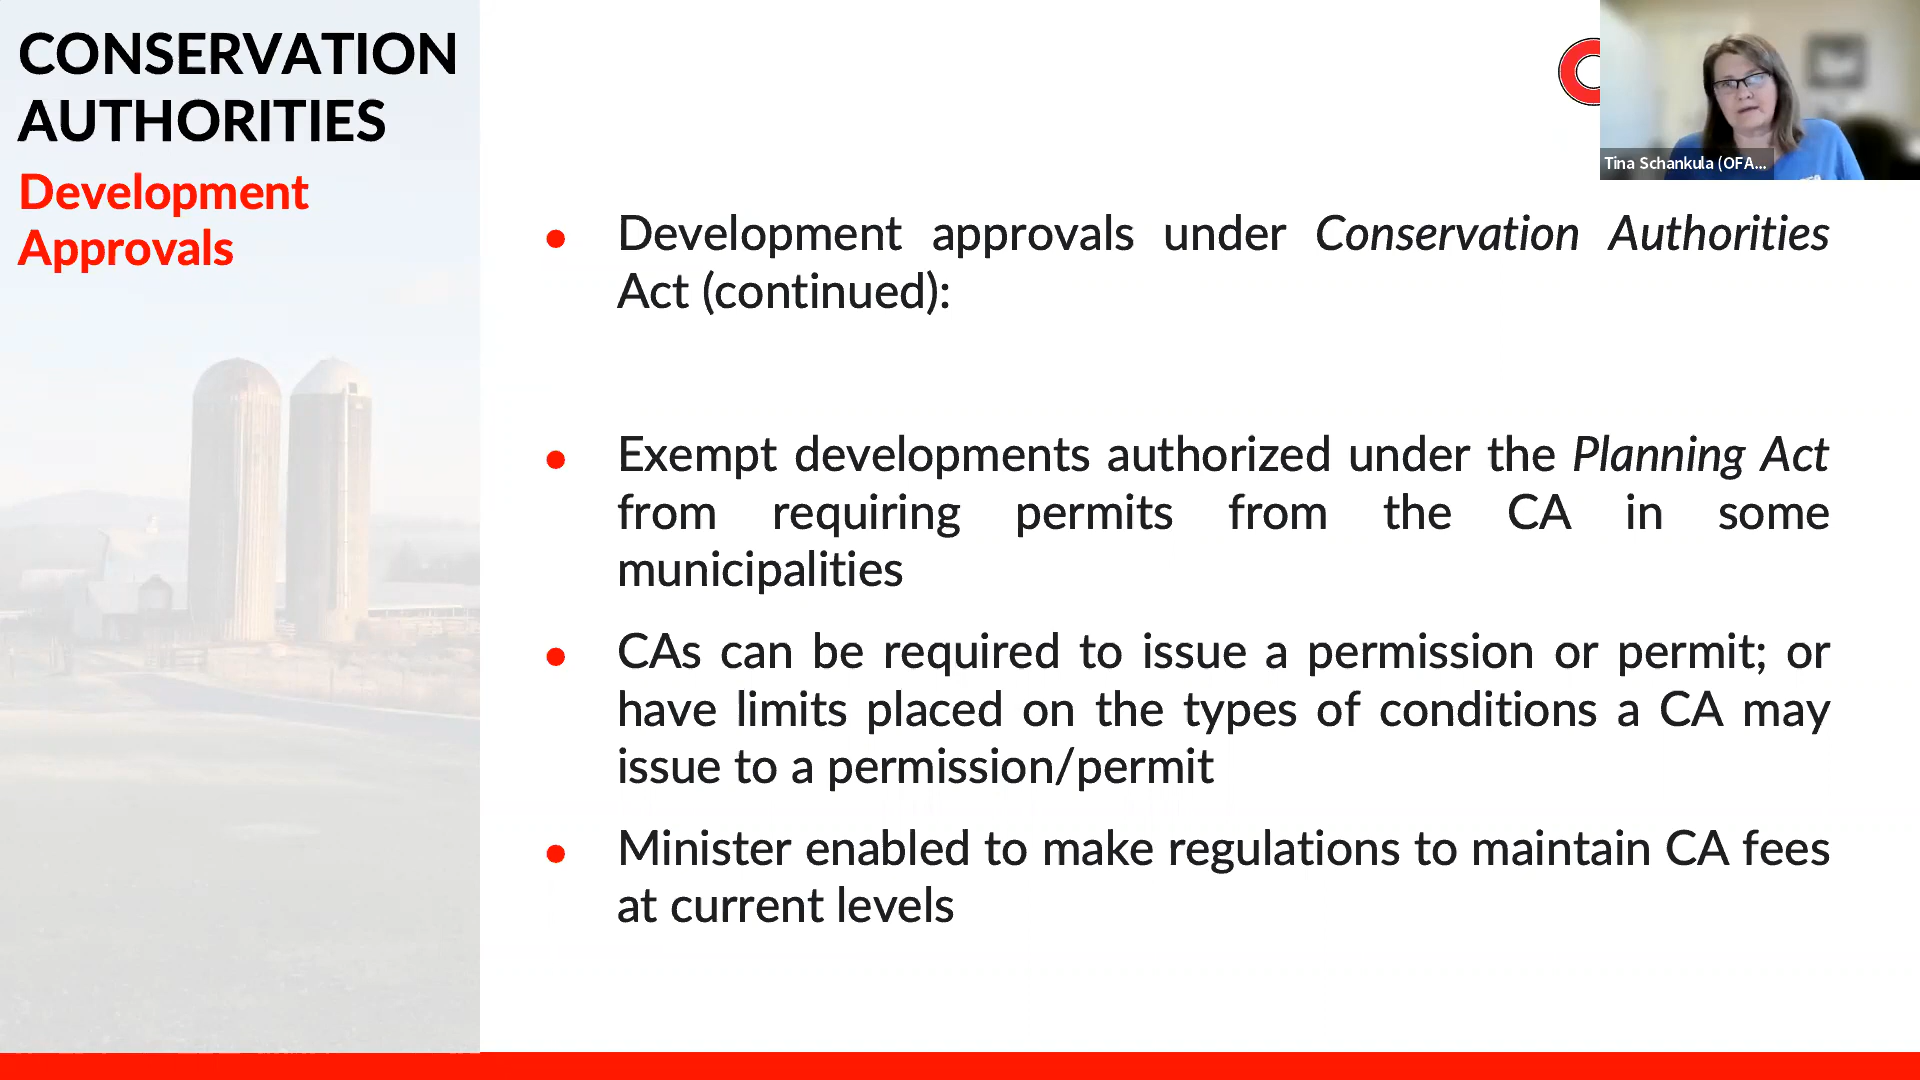 CONSERVATION
AUTHORITIES
Development
Approvals
Tina Schankula (OFA...
• Development approvals under Conservation Authorities
Act (continued):
• Exempt developments authorized under the Planning Act
from requiring permits from the CA in some
municipalities
• CAs can be required to issue a permission or permit; or
have limits placed on the types of conditions a CA may
issue to a permission/permit
• Minister enabled to make regulations to maintain CA fees
at current levels